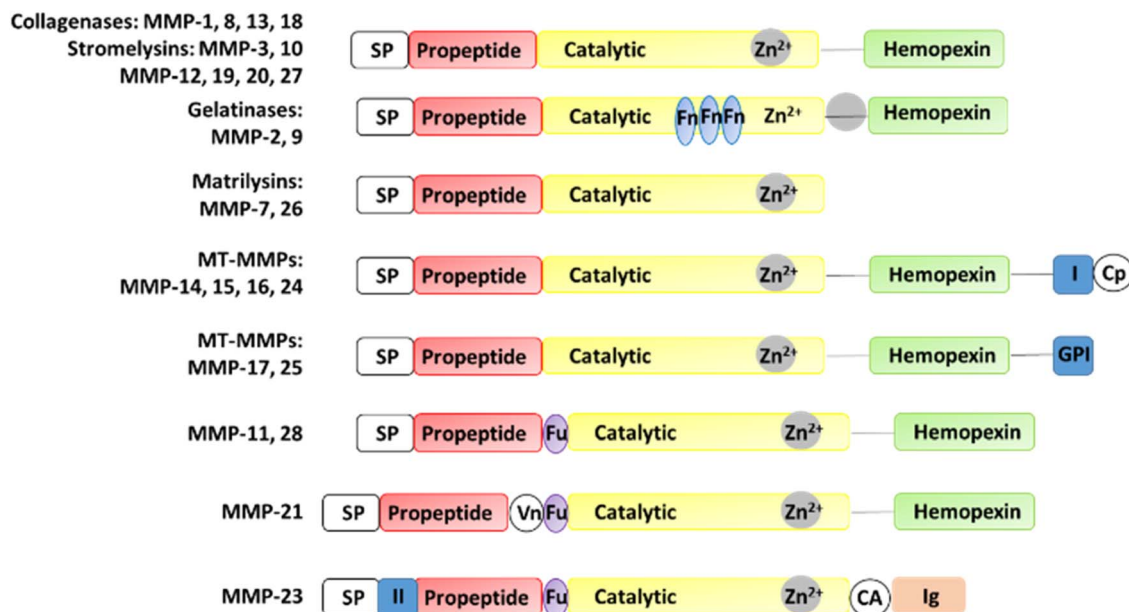 Collagenases: MMP-1, 8, 13, 18
Stromelysins: MMP-3, 10
MMP-12, 19, 20, 27
SP Propeptide Catalytic Zn²⁺ Hemopexin
Gelatinases:
MMP-2, 9
SP Propeptide Catalytic Fn Fn Fn Zn²⁺ Hemopexin
Matrilysins:
MMP-7, 26
SP Propeptide Catalytic Zn²⁺
MT-MMPs:
MMP-14, 15, 16, 24
SP Propeptide Catalytic Zn²⁺ Hemopexin I Cp
MT-MMPs:
MMP-17, 25
SP Propeptide Catalytic Zn²⁺ Hemopexin GPI
MMP-11, 28 SP Propeptide Fu Catalytic Zn²⁺ Hemopexin
MMP-21 SP Propeptide Vn Fu Catalytic Zn²⁺ Hemopexin
MMP-23 SP II Propeptide Fu Catalytic Zn²⁺ CA Ig